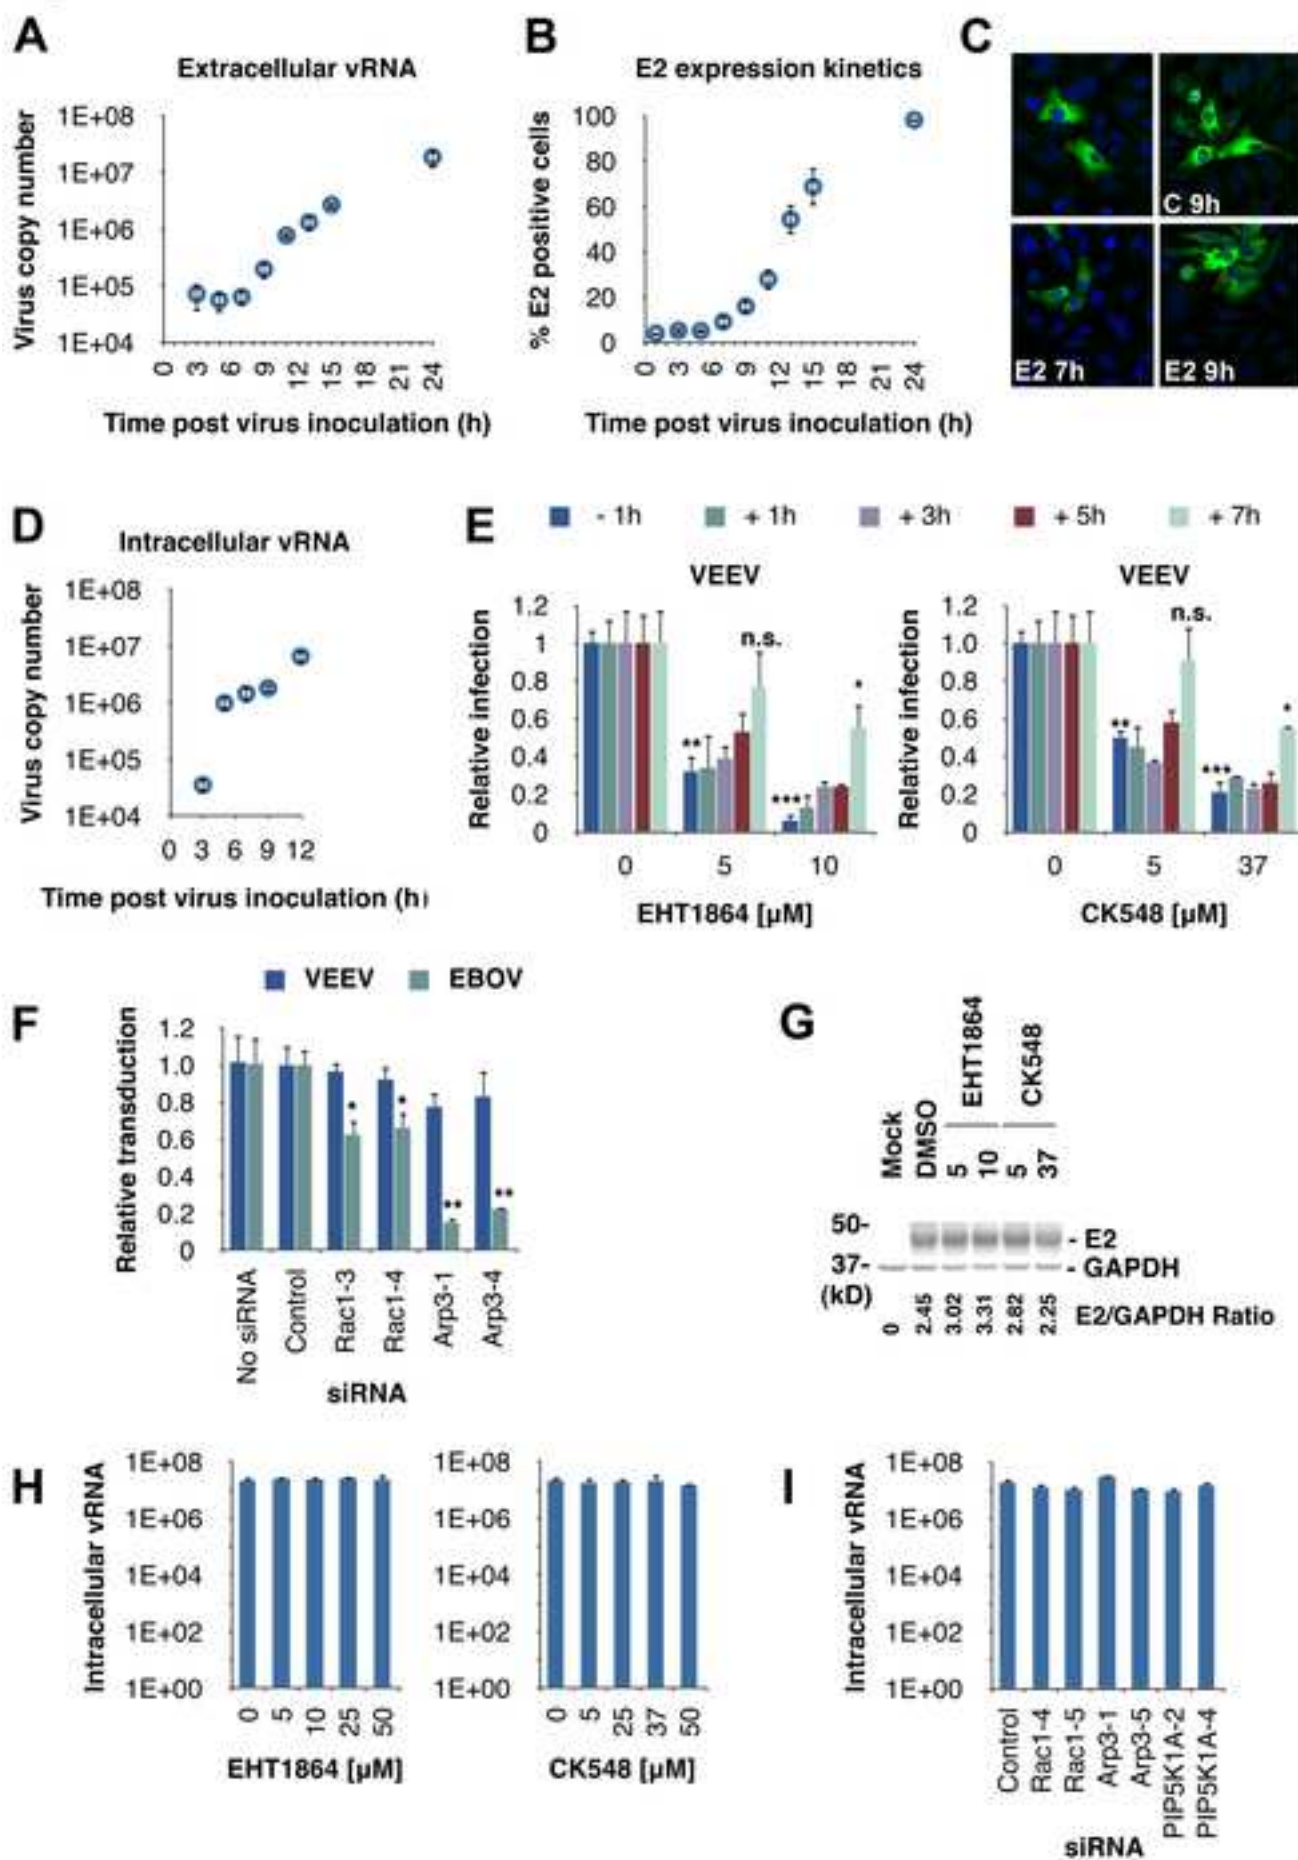 A
Extracellular vRNA
Virus copy number
1E+08
1E+07
1E+06
1E+05
1E+04
0 3 6 9 12 15 18 21 24
Time post virus inoculation (h)
B
E2 expression kinetics
% E2 positive cells
100
80
60
40
20
0
0 3 6 9 12 15 18 21 24
Time post virus inoculation (h)
C
C 9h
E2 7h
E2 9h
D
Intracellular vRNA
Virus copy number
1E+08
1E+07
1E+06
1E+05
1E+04
0 3 6 9 12
Time post virus inoculation (h)
E
- 1h + 1h + 3h + 5h + 7h
VEEV
Relative infection
1.2
1
0.8
0.6
0.4
0.2
0
** n.s.
*** *
0 5 10
EHT1864 [µM]
VEEV
Relative infection
1.2
1
0.8
0.6
0.4
0.2
0
** n.s.
*** *
0 5 37
CK548 [µM]
F
VEEV EBOV
Relative transduction
1.2
1.0
0.8
0.6
0.4
0.2
0
* * ** **
No siRNA
Control
Rac1-3
Rac1-4
Arp3-1
Arp3-4
siRNA
G
EHT1864 CK548
Mock DMSO 5 10 5 37
50- - E2
37- - GAPDH
(kD)
0 2.45 3.02 3.31 2.82 2.25 E2/GAPDH Ratio
H
Intracellular vRNA
1E+08
1E+06
1E+04
1E+02
1E+00
0 5 10 25 50
EHT1864 [µM]
1E+08
1E+06
1E+04
1E+02
1E+00
0 5 25 37 50
CK548 [µM]
I
Intracellular vRNA
1E+08
1E+06
1E+04
1E+02
1E+00
Control
Rac1-4
Rac1-5
Arp3-1
Arp3-5
PIP5K1A-2
PIP5K1A-4
siRNA